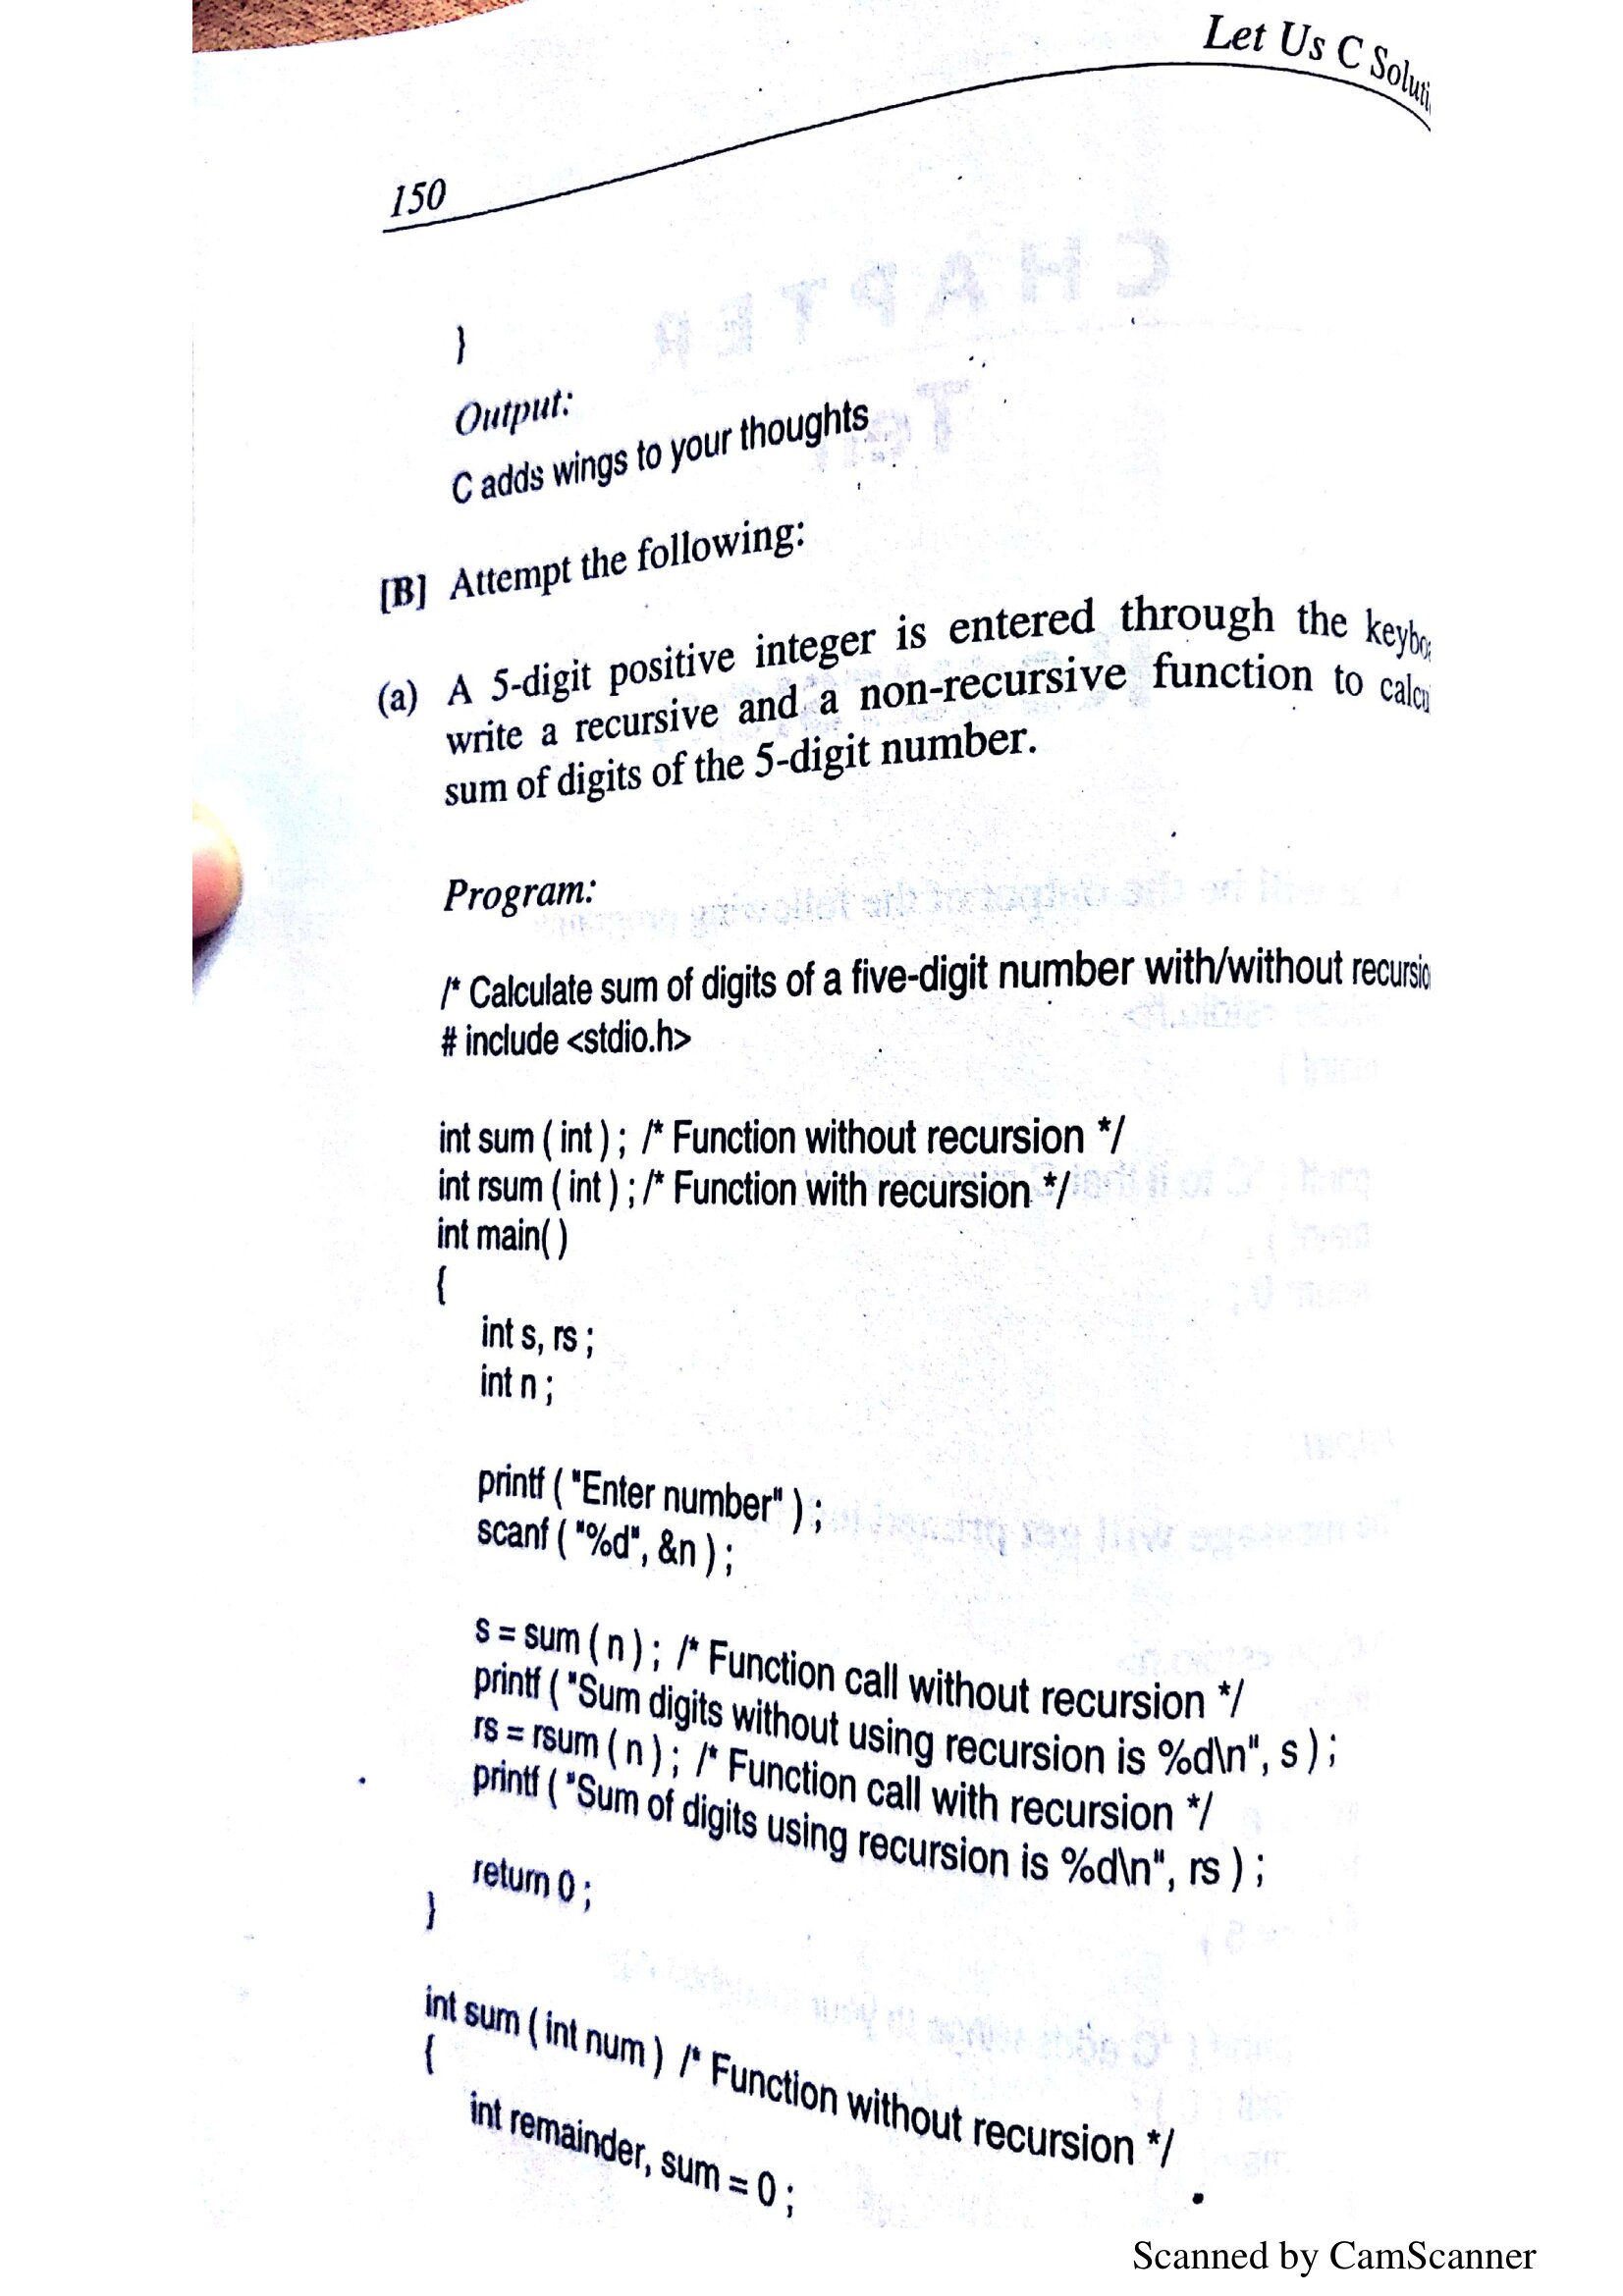 Let Us C
150
}
Output:
C adds wings to your thoughts
[B] Attempt the following:
(a) A 5-digit positive integer is entered through the
write a recursive and a non-recursive function to
sum of digits of the 5-digit number.
Program:
/* Calculate sum of digits of a five-digit number with/without
# include <stdio.h>
int sum ( int ) ; /* Function without recursion */
int rsum ( int ) ; /* Function with recursion */
int main( )
{
int s, rs ;
int n ;
printf ( "Enter number" ) ;
scanf ( "%d", &n ) ;
s = sum ( n ) ; /* Function call without recursion */
printf ( "Sum digits without using recursion is %d\n", s ) ;
rs = rsum ( n ) ; /* Function call with recursion */
printf ( "Sum of digits using recursion is %d\n", rs ) ;
return 0 ;
}
int sum ( int num ) /* Function without recursion */
{
int remainder, sum = 0 ;
Scanned by CamScanner